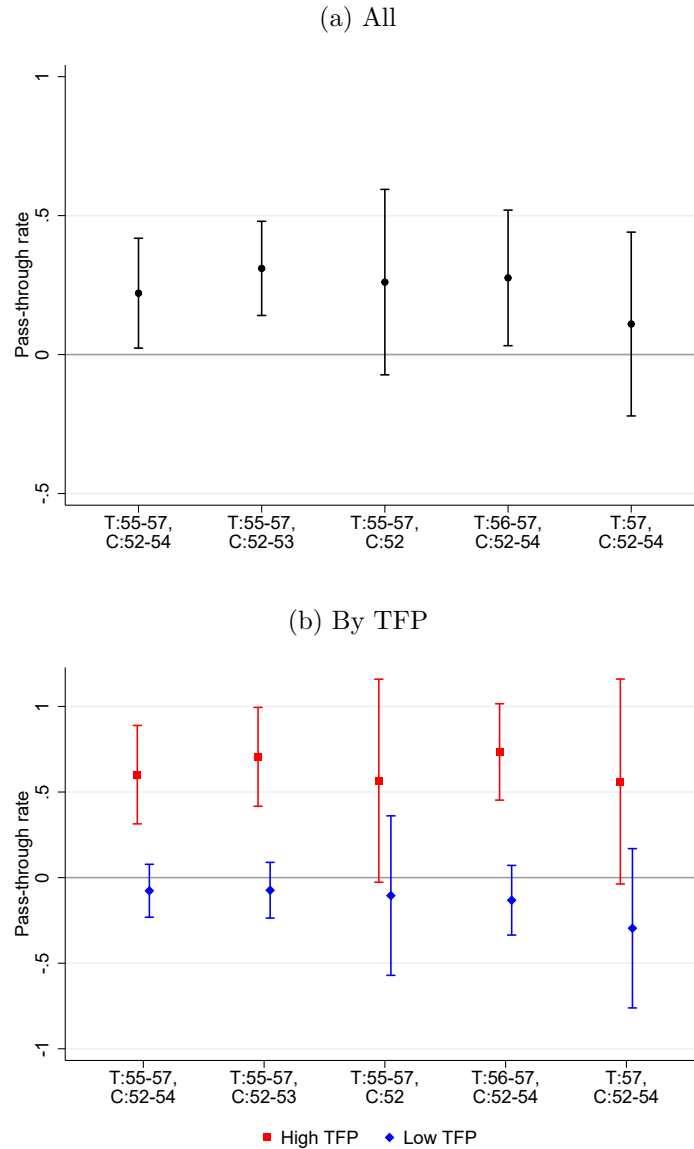 (a) All
1
.5
0
-.5
Pass-through rate
T:55-57, C:52-54
T:55-57, C:52-53
T:55-57, C:52
T:56-57, C:52-54
T:57, C:52-54
(b) By TFP
1
.5
0
-.5
-1
Pass-through rate
T:55-57, C:52-54
T:55-57, C:52-53
T:55-57, C:52
T:56-57, C:52-54
T:57, C:52-54
High TFP
Low TFP